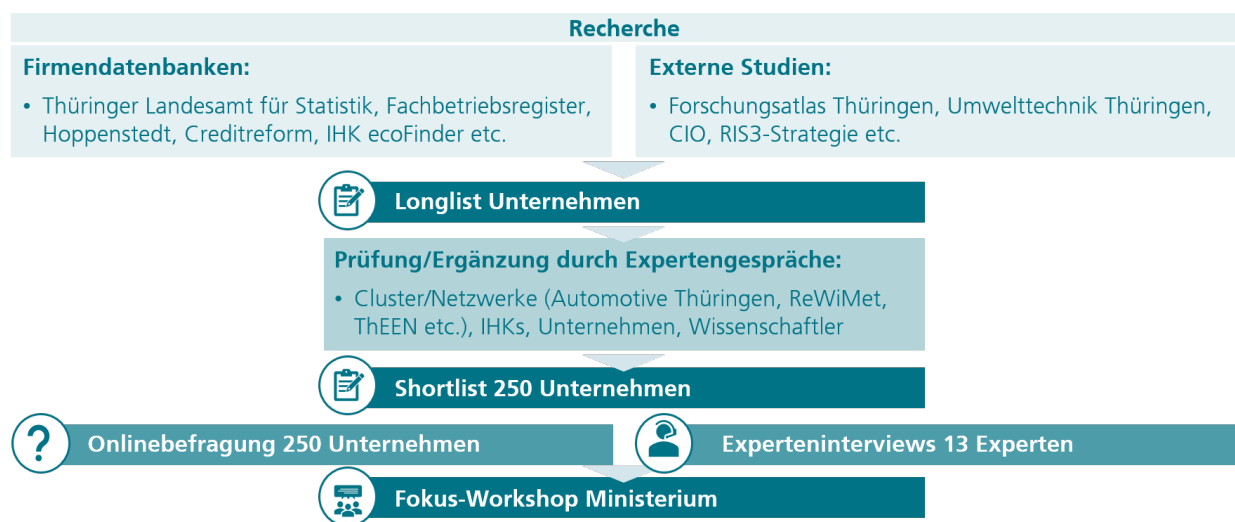 Recherche
Firmendatenbanken:
• Thüringer Landesamt für Statistik, Fachbetriebsregister,
Hoppenstedt, Creditreform, IHK ecoFinder etc.
Externe Studien:
• Forschungsatlas Thüringen, Umwelttechnik Thüringen,
CIO, RIS3-Strategie etc.
Longlist Unternehmen
Prüfung/Ergänzung durch Expertengespräche:
• Cluster/Netzwerke (Automotive Thüringen, ReWiMet,
ThEEN etc.), IHKs, Unternehmen, Wissenschaftler
Shortlist 250 Unternehmen
? Onlinebefragung 250 Unternehmen
Experteninterviews 13 Experten
Fokus-Workshop Ministerium